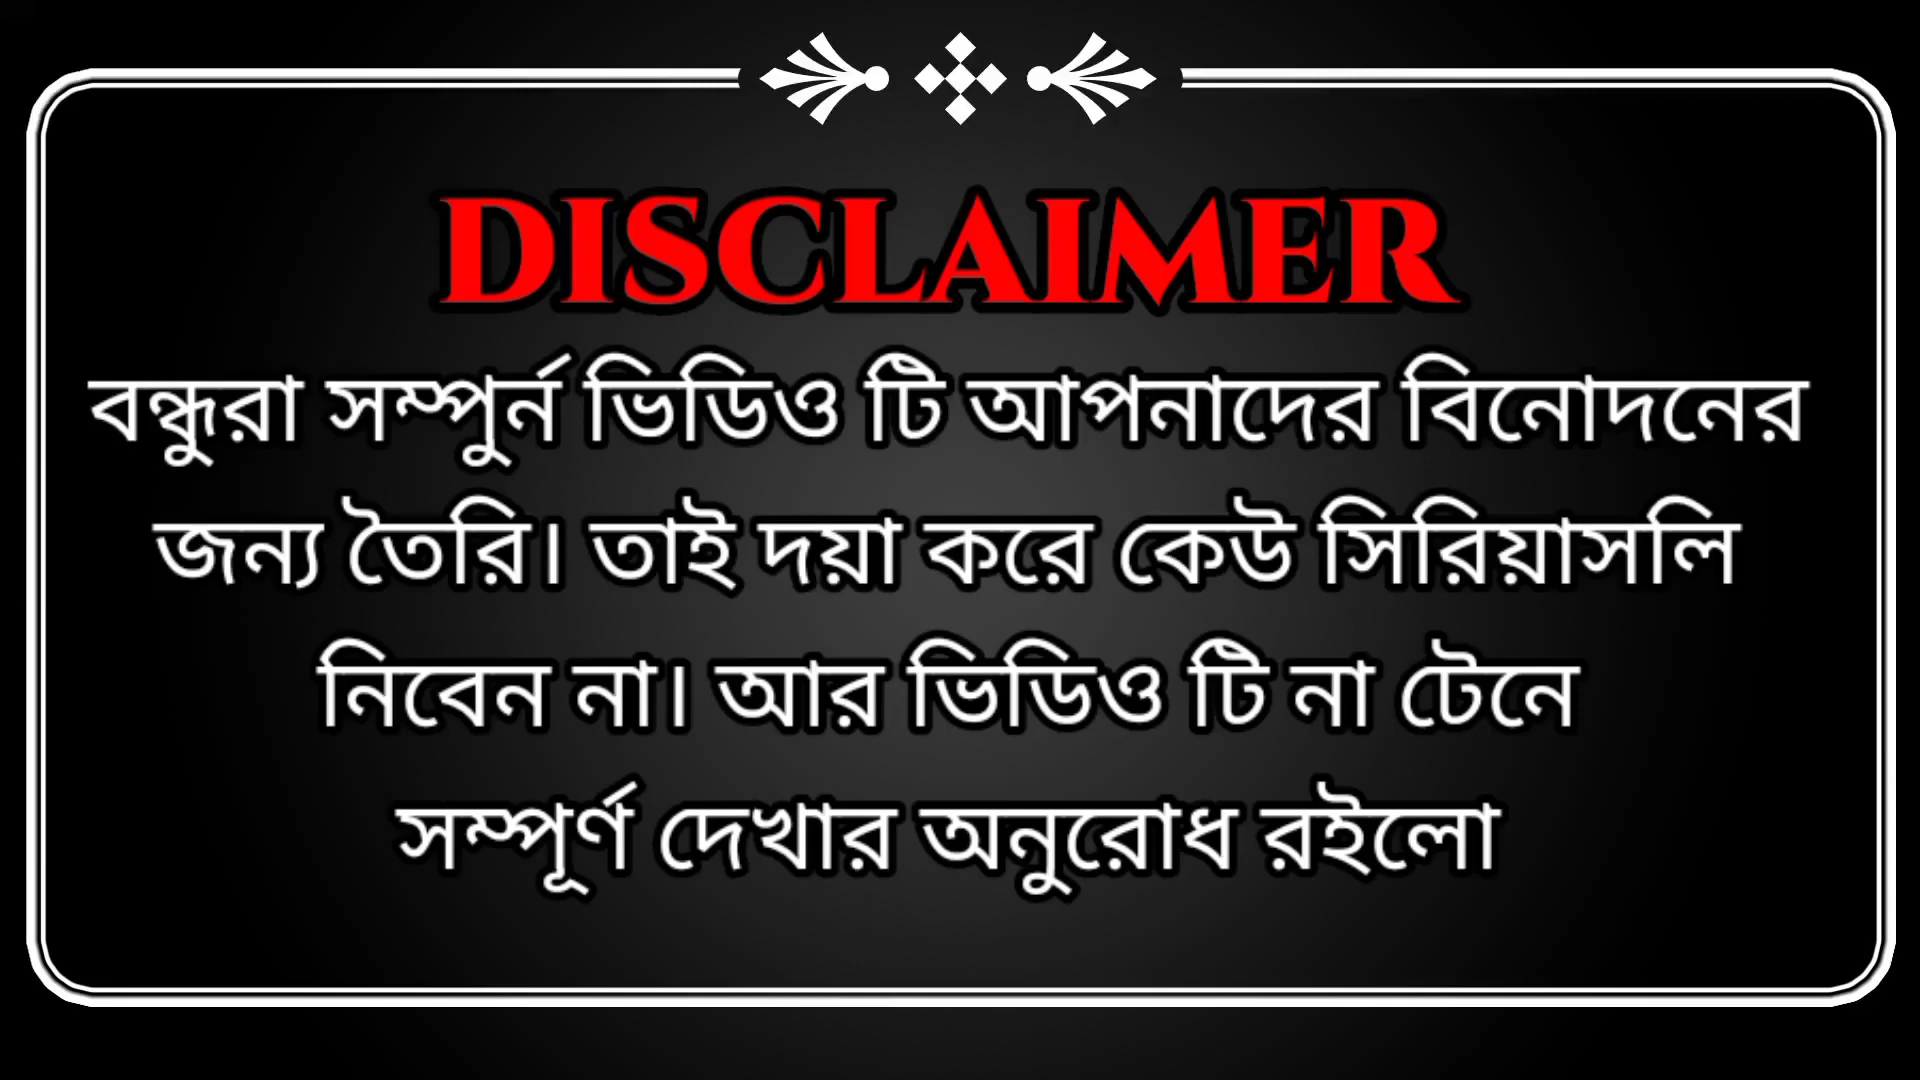 DISCLAIMER
বন্ধুরা সম্পুর্ন ভিডিও টি আপনাদের বিনোদনের
জন্য তৈরি। তাই দয়া করে কেউ সিরিয়াসলি
নিবেন না। আর ভিডিও টি না টেনে
সম্পূর্ণ দেখার অনুরোধ রইলো